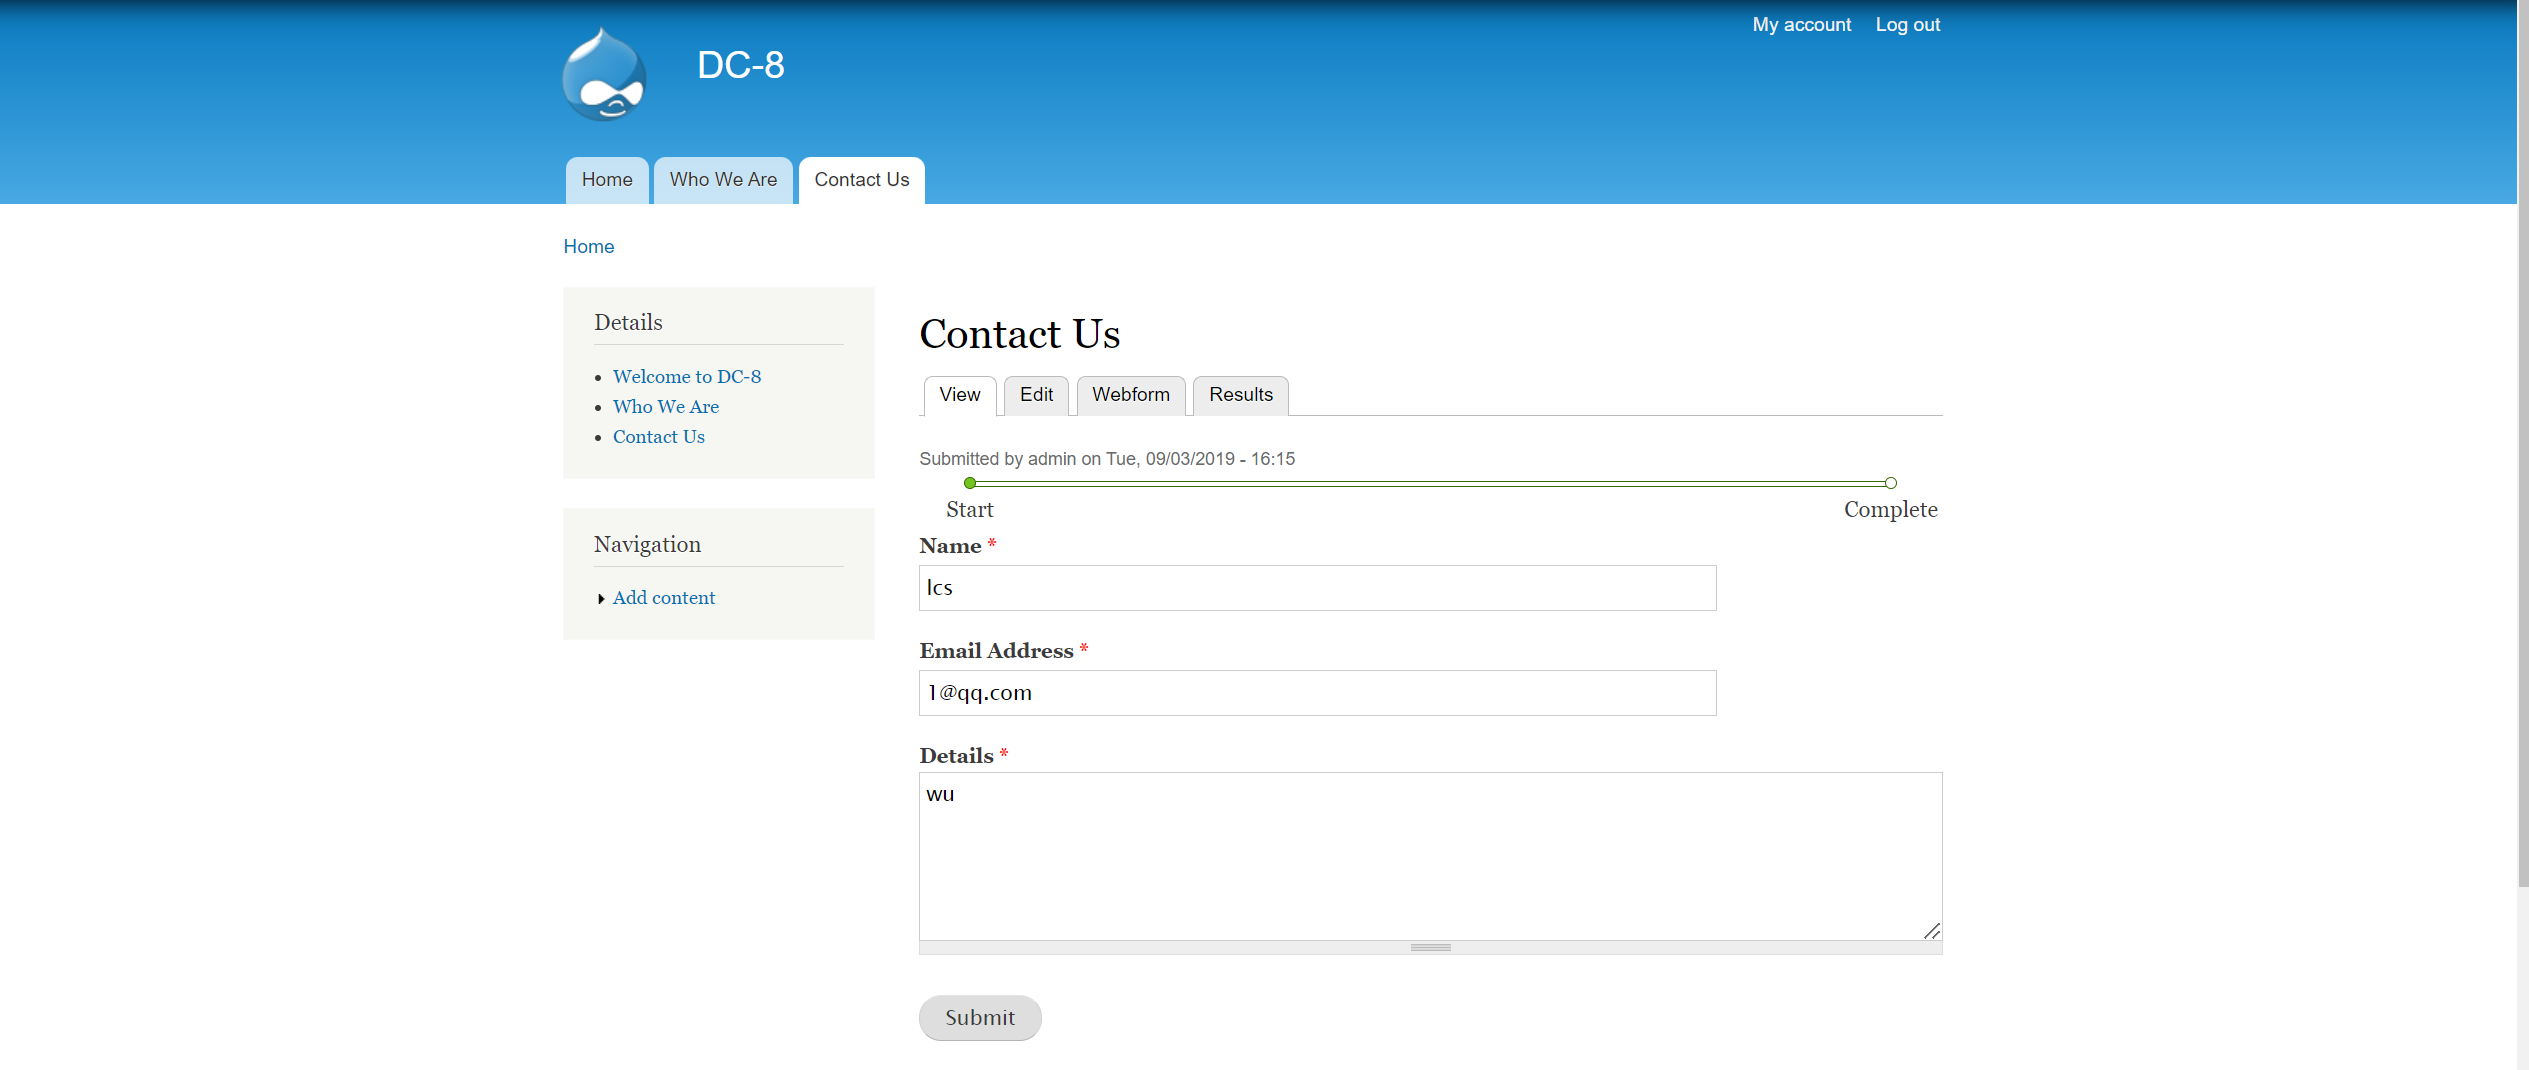 My account Log out
DC-8
Home Who We Are Contact Us
Home
Details
Welcome to DC-8
Who We Are
Contact Us
Navigation
Add content
Contact Us
View Edit Webform Results
Submitted by admin on Tue, 09/03/2019 - 16:15
Start Complete
Name *
lcs
Email Address *
1@qq.com
Details *
wu
Submit